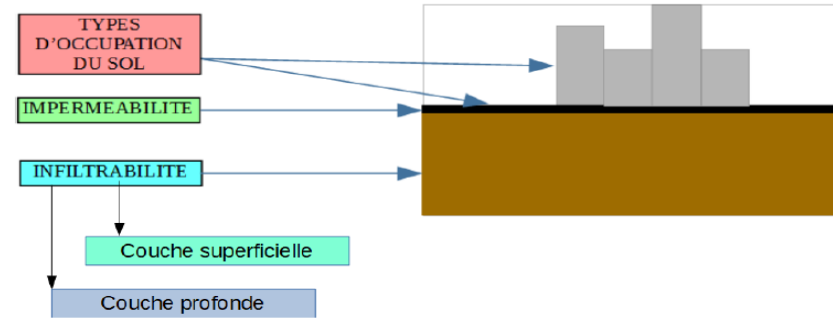 TYPES
D'OCCUPATION
DU SOL
IMPERMEABILITE
INFILTRABILITE
Couche superficielle
Couche profonde